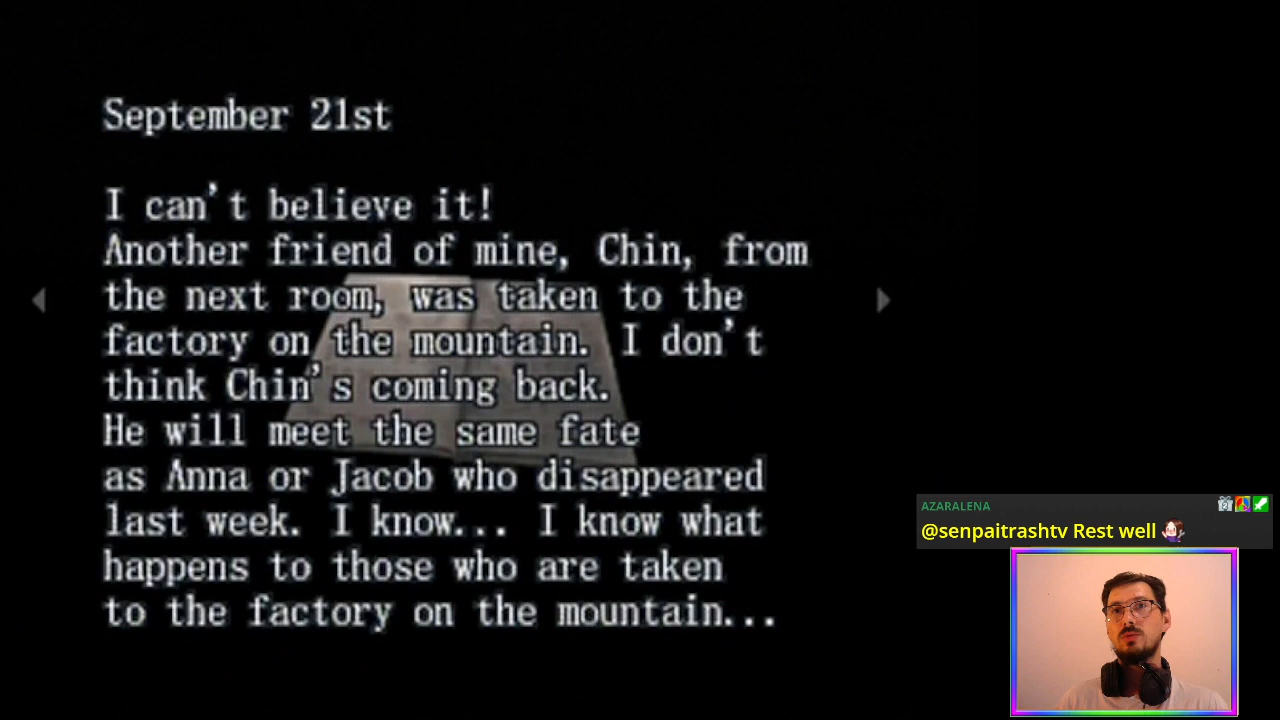 September 21st
I can't believe it!
Another friend of mine, Chin, from
the next room, was taken to the
factory on the mountain. I don't
think Chin's coming back.
He will meet the same fate
as Anna or Jacob who disappeared
last week. I know... I know what
happens to those who are taken
to the factory on the mountain...
AZARALENA
@senpaitrashtv Rest well